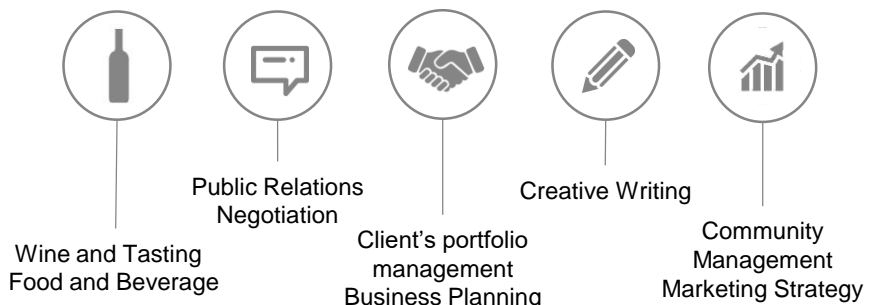 Wine and Tasting
Food and Beverage
Public Relations
Negotiation
Client's portfolio
management
Business Planning
Creative Writing
Community
Management
Marketing Strategy